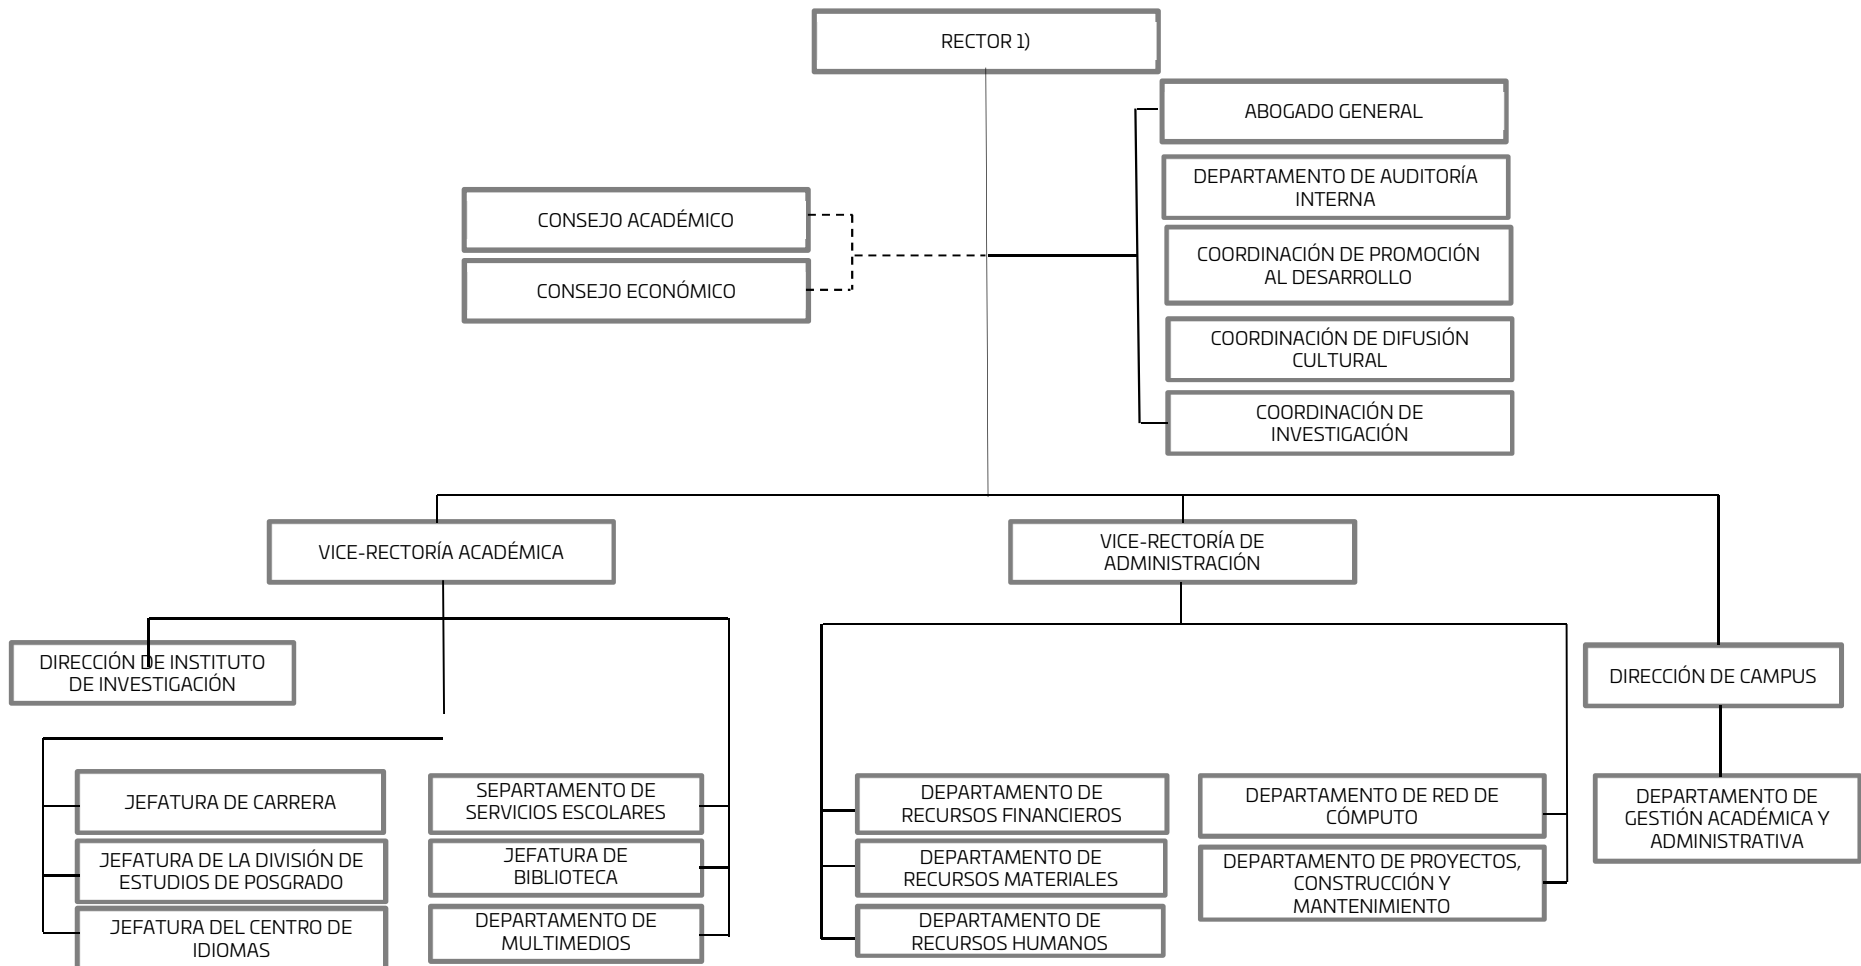 RECTOR 1)
ABOGADO GENERAL
DEPARTAMENTO DE AUDITORÍA
INTERNA
CONSEJO ACADÉMICO
COORDINACIÓN DE PROMOCIÓN
AL DESARROLLO
CONSEJO ECONÓMICO
COORDINACIÓN DE DIFUSIÓN
CULTURAL
COORDINACIÓN DE
INVESTIGACIÓN
VICE-RECTORÍA ACADÉMICA
VICE-RECTORÍA DE
ADMINISTRACIÓN
DIRECCIÓN DE INSTITUTO
DE INVESTIGACIÓN
DIRECCIÓN DE CAMPUS
JEFATURA DE CARRERA
SEPARTAMENTO DE
SERVICIOS ESCOLARES
DEPARTAMENTO DE
RECURSOS FINANCIEROS
DEPARTAMENTO DE RED DE
CÓMPUTO
DEPARTAMENTO DE
GESTIÓN ACADÉMICA Y
ADMINISTRATIVA
JEFATURA DE LA DIVISIÓN DE
ESTUDIOS DE POSGRADO
JEFATURA DE
BIBLIOTECA
DEPARTAMENTO DE
RECURSOS MATERIALES
DEPARTAMENTO DE PROYECTOS,
CONSTRUCCIÓN Y
MANTENIMIENTO
JEFATURA DEL CENTRO DE
IDIOMAS
DEPARTAMENTO DE
MULTIMEDIOS
DEPARTAMENTO DE
RECURSOS HUMANOS